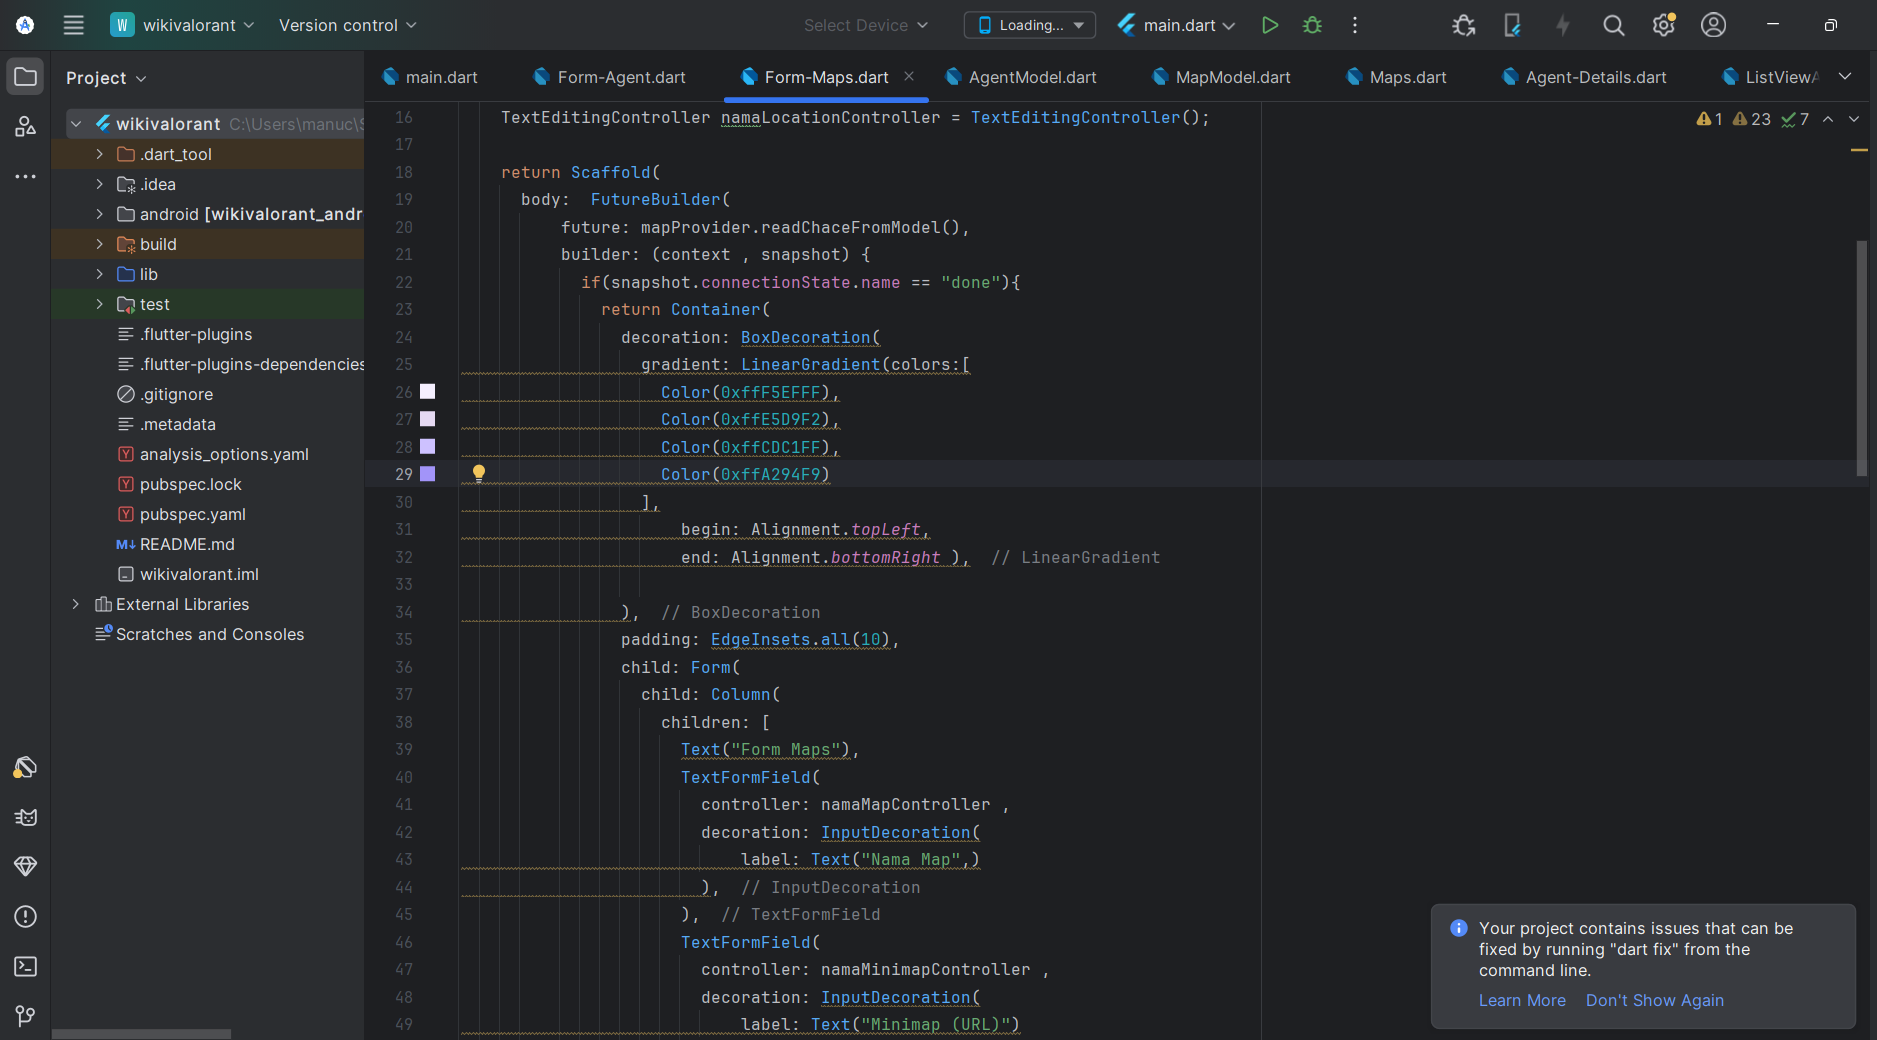 W wikivalorant Version control Select Device Loading... main.dart
Project
main.dart Form-Agent.dart Form-Maps.dart AgentModel.dart MapModel.dart Maps.dart Agent-Details.dart ListViewA
wikivalorant C:\Users\manuc\S
.dart_tool
.idea
android [wikivalorant_andr
build
lib
test
.flutter-plugins
.flutter-plugins-dependencies
.gitignore
.metadata
analysis_options.yaml
pubspec.lock
pubspec.yaml
README.md
wikivalorant.iml
External Libraries
Scratches and Consoles
1 23 7
16 TextEditingController namaLocationController = TextEditingController();
17
18 return Scaffold(
19 body: FutureBuilder(
20 future: mapProvider.readChaceFromModel(),
21 builder: (context , snapshot) {
22 if(snapshot.connectionState.name == "done"){
23 return Container(
24 decoration: BoxDecoration(
25 gradient: LinearGradient(colors:[
26 Color(0xffF5EFFF),
27 Color(0xffE5D9F2),
28 Color(0xffCDC1FF),
29 Color(0xffA294F9)
30 ],
31 begin: Alignment.topLeft,
32 end: Alignment.bottomRight ), // LinearGradient
33
34 ), // BoxDecoration
35 padding: EdgeInsets.all(10),
36 child: Form(
37 child: Column(
38 children: [
39 Text("Form Maps"),
40 TextFormField(
41 controller: namaMapController ,
42 decoration: InputDecoration(
43 label: Text("Nama Map",)
44 ), // InputDecoration
45 ), // TextFormField
46 TextFormField(
47 controller: namaMinimapController ,
48 decoration: InputDecoration(
49 label: Text("Minimap (URL)")
Your project contains issues that can be
fixed by running "dart fix" from the
command line.
Learn More Don't Show Again